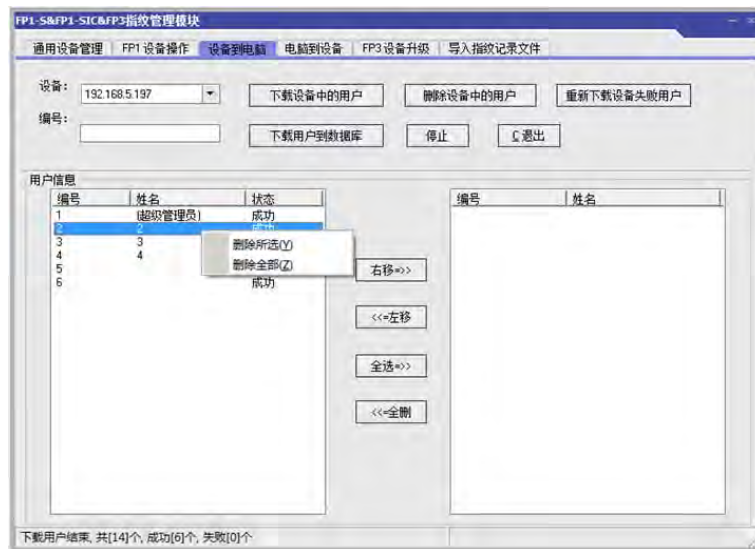 FP1-S&FP1-SIC&FP3指纹管理模块
通用设备管理 FP1设备操作 设备到电脑 电脑到设备 FP3设备升级 导入指纹记录文件
设备: 192.168.5.197 下载设备中的用户 删除设备中的用户 重新下载设备失败用户
编号: 下载用户到数据库 停止 C退出
用户信息
编号 姓名 状态 编号 姓名
1 (超级管理员) 成功
2 2 成功
3 3 删除所选(Y)
4 4 删除全部(Z)
5
6 成功
右移=>>
<<=左移
全选=>>
<<=全删
下载用户结束, 共[14]个, 成功[6]个, 失败[0]个